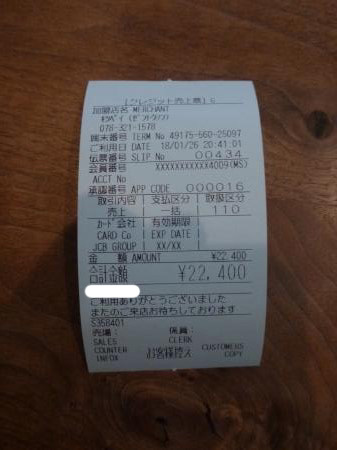 [クレジット売上票] C
加盟店名 MERCHANT
078-321-1578
端末番号 TERM No 49175-560-25097
ご利用日 DATE 18/01/26 20:41:01
伝票番号 SLIP No 00434
会員番号 XXXXXXXXXXXX4009(MS)
ACCT No
承認番号 APP CODE 000016
取引内容 支払区分 取扱区分
売上 一括 110
カード会社 有効期限
CARD Co EXP DATE
JCB GROUP XX/XX
金 額 AMOUNT ¥22,400
合計金額 ¥22,400
ご利用ありがとうございました
またのご来店お待ちしております
S358401
売場: 係員:
SALES CLERK
COUNTER CUSTOMERS
INFOX お客様控え COPY